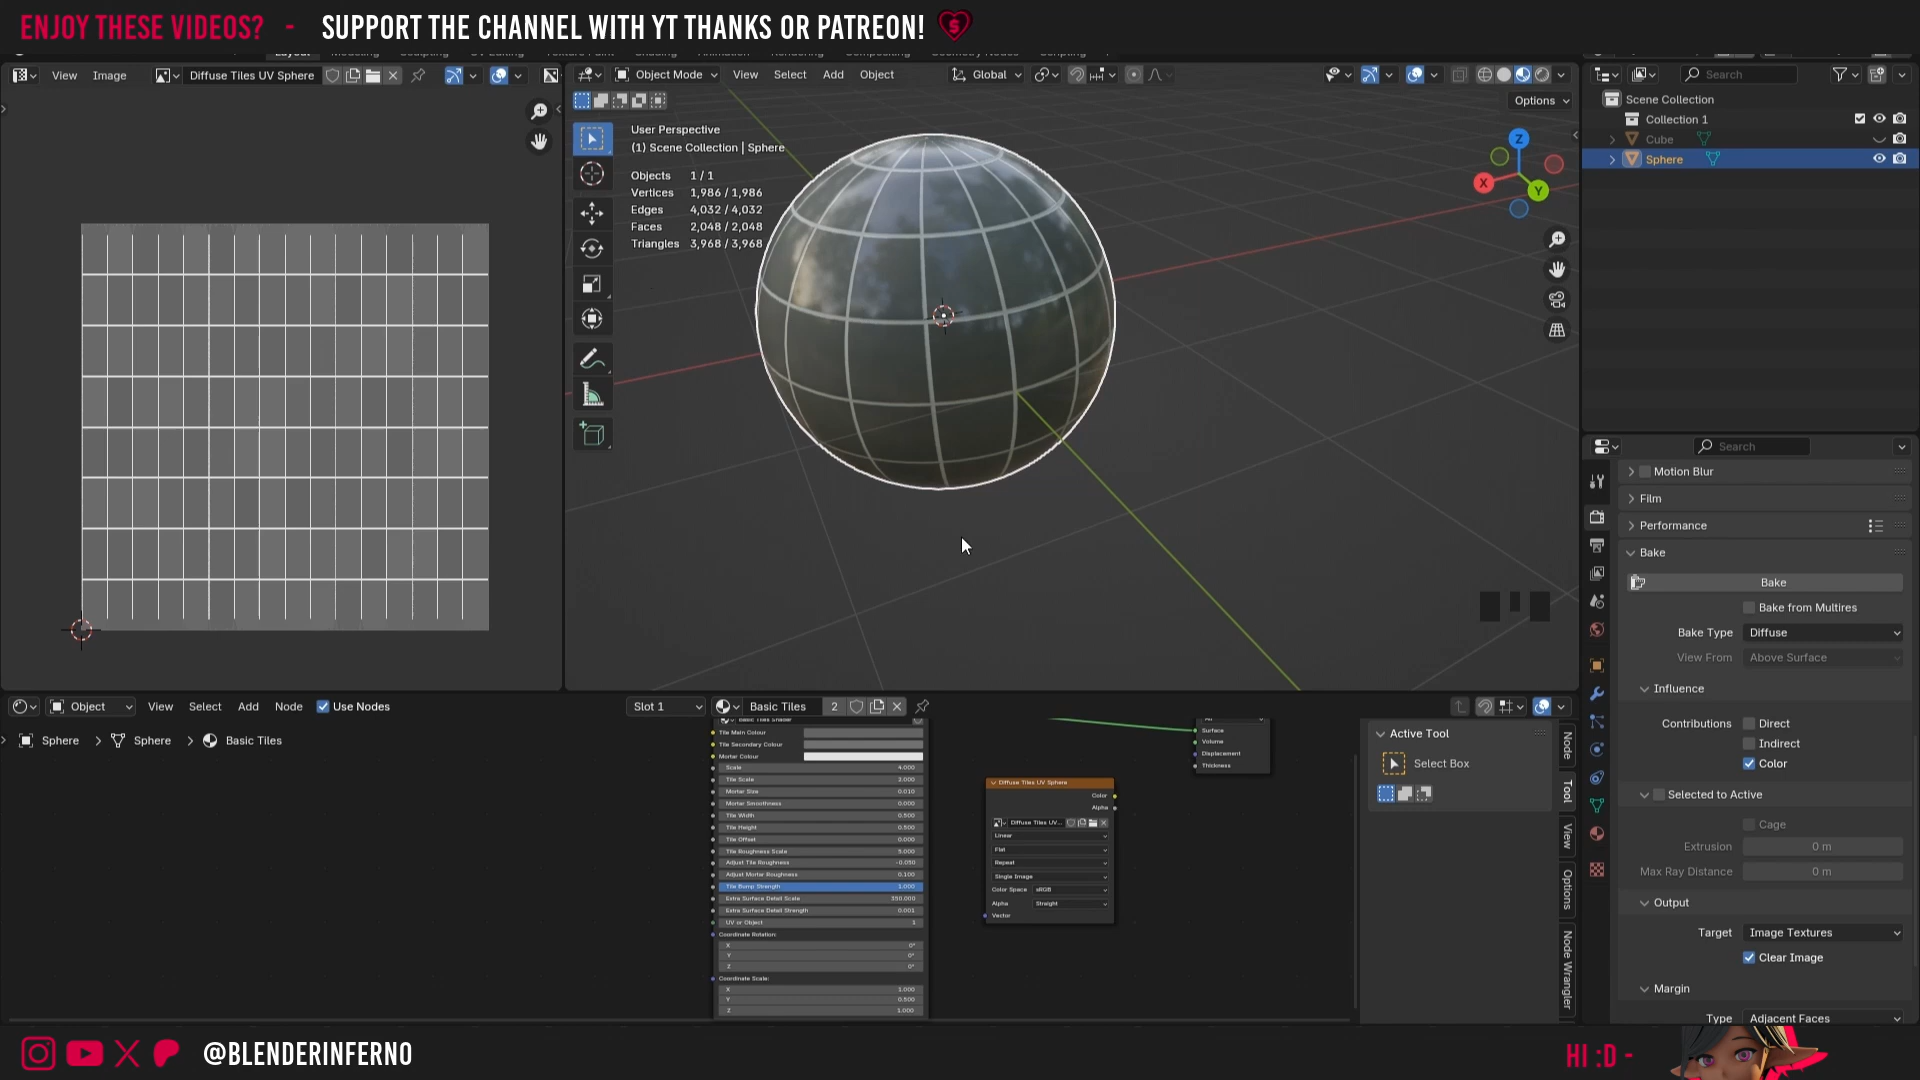 ENJOY THESE VIDEOS? - SUPPORT THE CHANNEL WITH YT THANKS OR PATREON!
View Image Diffuse Tiles UV Sphere
Object Mode View Select Add Object Global
Search
Options
User Perspective
(1) Scene Collection | Sphere
Objects 1 / 1
Vertices 1,986 / 1,986
Edges 4,032 / 4,032
Faces 2,048 / 2,048
Triangles 3,968 / 3,968
Z
X
Y
Scene Collection
Collection 1
Cube
Sphere
Search
Motion Blur
Film
Performance
Bake
Bake
Bake from Multires
Bake Type Diffuse
View From Above Surface
Influence
Contributions Direct
Indirect
Color
Selected to Active
Cage
Extrusion 0 m
Max Ray Distance 0 m
Output
Target Image Textures
Clear Image
Margin
Type Adjacent Faces
Object View Select Add Node Use Nodes Slot 1 Basic Tiles 2
Sphere > Sphere > Basic Tiles
Basic Tiles Shader
Tile Main Colour
Tile Secondary Colour
Mortar Colour
Scale 4.000
Tile Scale 2.000
Mortar Size 0.010
Mortar Smoothness 0.000
Tile Width 0.500
Tile Height 0.500
Tile Offset 0.000
Tile Roughness Scale 5.000
Adjust Tile Roughness -0.050
Adjust Mortar Roughness 0.100
Tile Bump Strength 1.000
Extra Surface Detail Scale 350.000
Extra Surface Detail Strength 0.001
UV or Object 1
Coordinate Rotation:
X 0°
Y 0°
Z 0°
Coordinate Scale:
X 1.000
Y 0.500
Z 1.000
Diffuse Tiles UV Sphere
Color
Alpha
Diffuse Tiles UV...
Linear
Flat
Repeat
Single Image
Color Space sRGB
Alpha Straight
Vector
All
Surface
Volume
Displacement
Thickness
Active Tool
Select Box
Node
Tool
View
Options
Node Wrangler
@BLENDERINFERNO
HI :D -